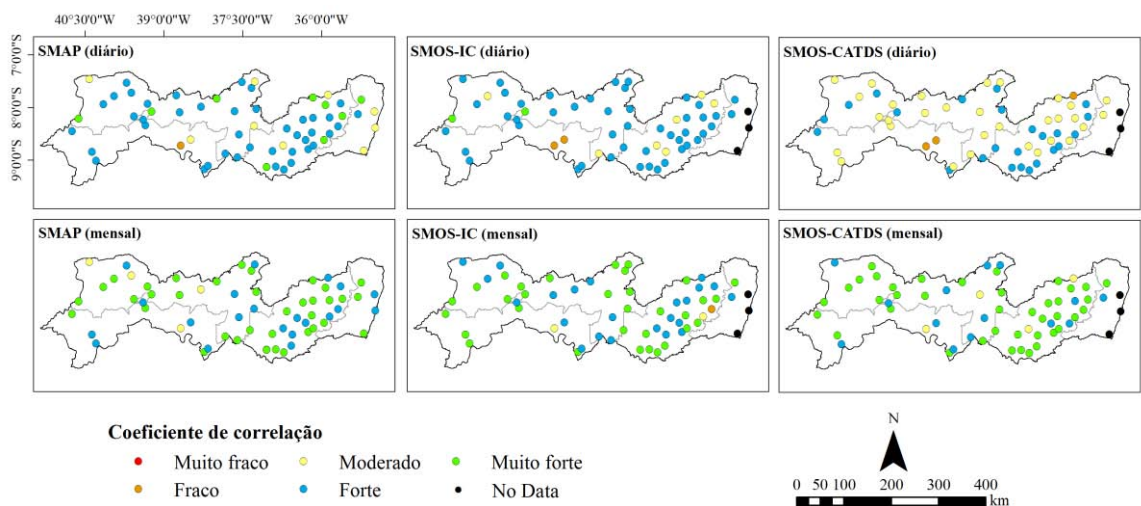 40°30'0"W 39°0'0"W 37°30'0"W 36°0'0"W
7°0'0"S
8°0'0"S
9°0'0"S
SMAP (diário)
SMOS-IC (diário)
SMOS-CATDS (diário)
SMAP (mensal)
SMOS-IC (mensal)
SMOS-CATDS (mensal)
Coeficiente de correlação
Muito fraco Moderado Muito forte
Fraco Forte No Data
N
0 50 100 200 300 400
km